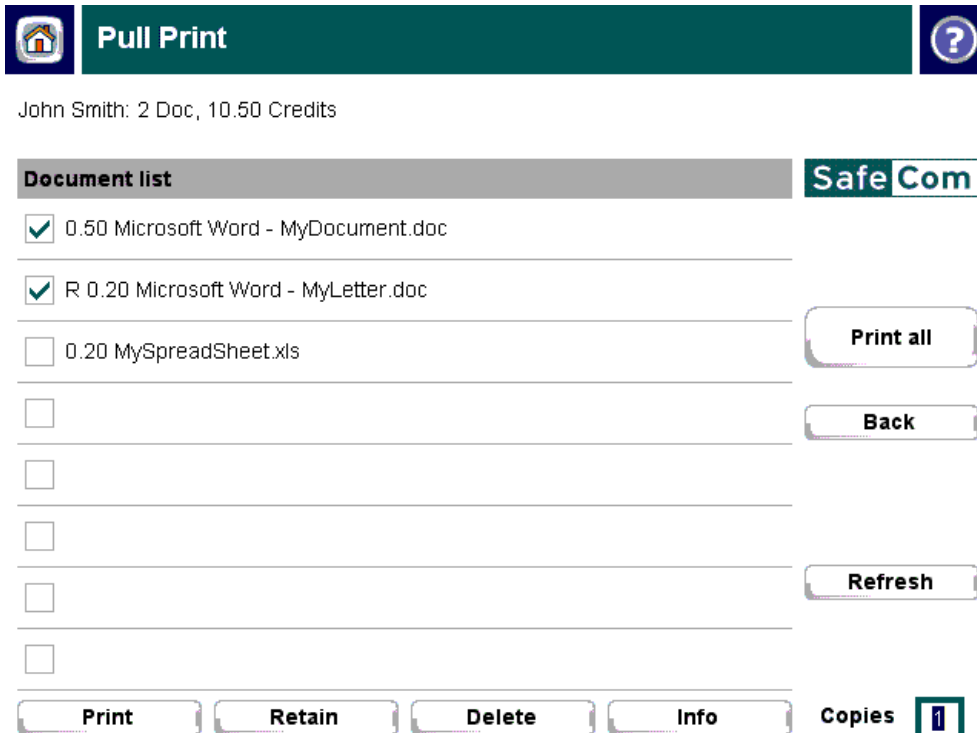 Pull Print
?
John Smith: 2 Doc, 10.50 Credits
Document list
SafeCom
0.50 Microsoft Word - MyDocument.doc
R 0.20 Microsoft Word - MyLetter.doc
0.20 MySpreadSheet.xls
Print all
Back
Refresh
Print
Retain
Delete
Info
Copies 1